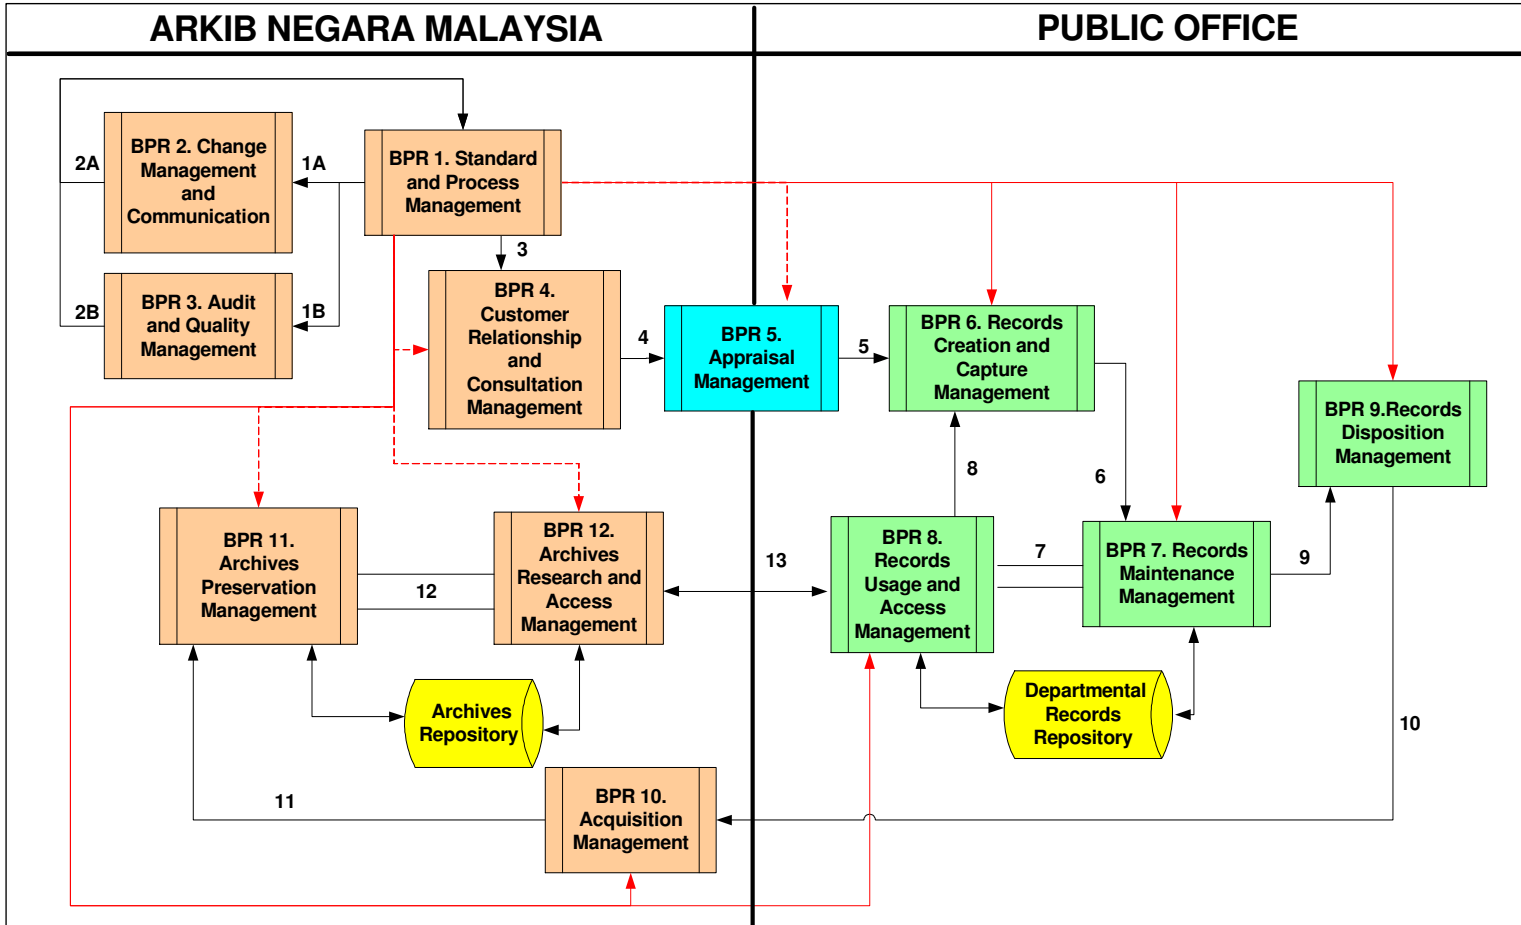 ARKIB NEGARA MALAYSIA
PUBLIC OFFICE
BPR 2. Change
Management
and
Communication
2A
1A
BPR 1. Standard
and Process
Management
3
BPR 3. Audit
and Quality
Management
2B
1B
BPR 4.
Customer
Relationship
and
Consultation
Management
4
BPR 5.
Appraisal
Management
5
BPR 6. Records
Creation and
Capture
Management
BPR 9.Records
Disposition
Management
8
6
BPR 11.
Archives
Preservation
Management
12
BPR 12.
Archives
Research and
Access
Management
13
BPR 8.
Records
Usage and
Access
Management
7
BPR 7. Records
Maintenance
Management
9
Archives
Repository
Departmental
Records
Repository
10
11
BPR 10.
Acquisition
Management